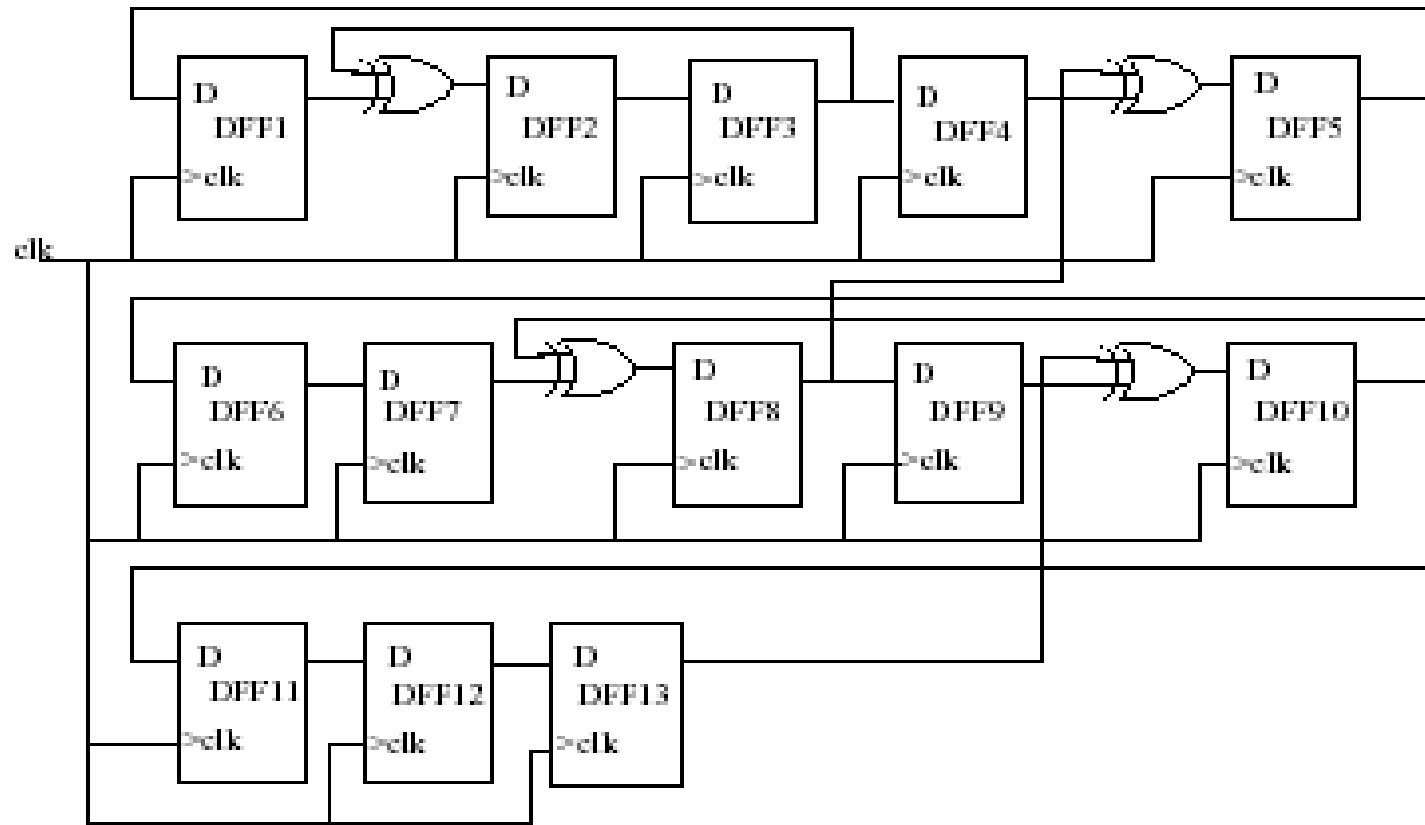 D D D D D
DFF1 DFF2 DFF3 DFF4 DFF5
>clk >clk >clk >clk >clk
clk
D D D D D
DFF6 DFF7 DFF8 DFF9 DFF10
>clk >clk >clk >clk >clk
D D D
DFF11 DFF12 DFF13
>clk >clk >clk